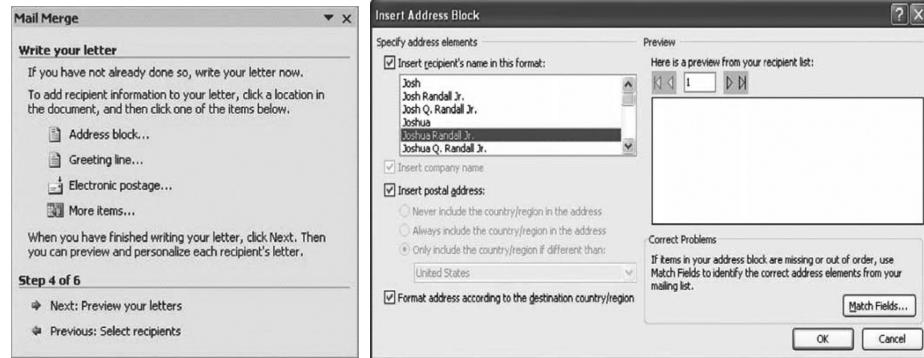 Mail Merge
Write your letter
If you have not already done so, write your letter now.
To add recipient information to your letter, click a location in
the document, and then click one of the items below.
Address block...
Greeting line...
Electronic postage...
More items...
When you have finished writing your letter, click Next. Then
you can preview and personalize each recipient's letter.
Step 4 of 6
Next: Preview your letters
Previous: Select recipients
Insert Address Block
Specify address elements
Insert recipient's name in this format:
Josh
Josh Randall Jr.
Josh Q. Randall Jr.
Joshua
Joshua Randall Jr.
Joshua Q. Randall Jr.
Insert company name
Insert postal address:
Never include the country/region in the address
Always include the country/region in the address
Only include the country/region if different than:
United States
Format address according to the destination country/region
Preview
Here is a preview from your recipient list:
1
Correct Problems
If items in your address block are missing or out of order, use
Match Fields to identify the correct address elements from your
mailing list.
Match Fields...
OK
Cancel